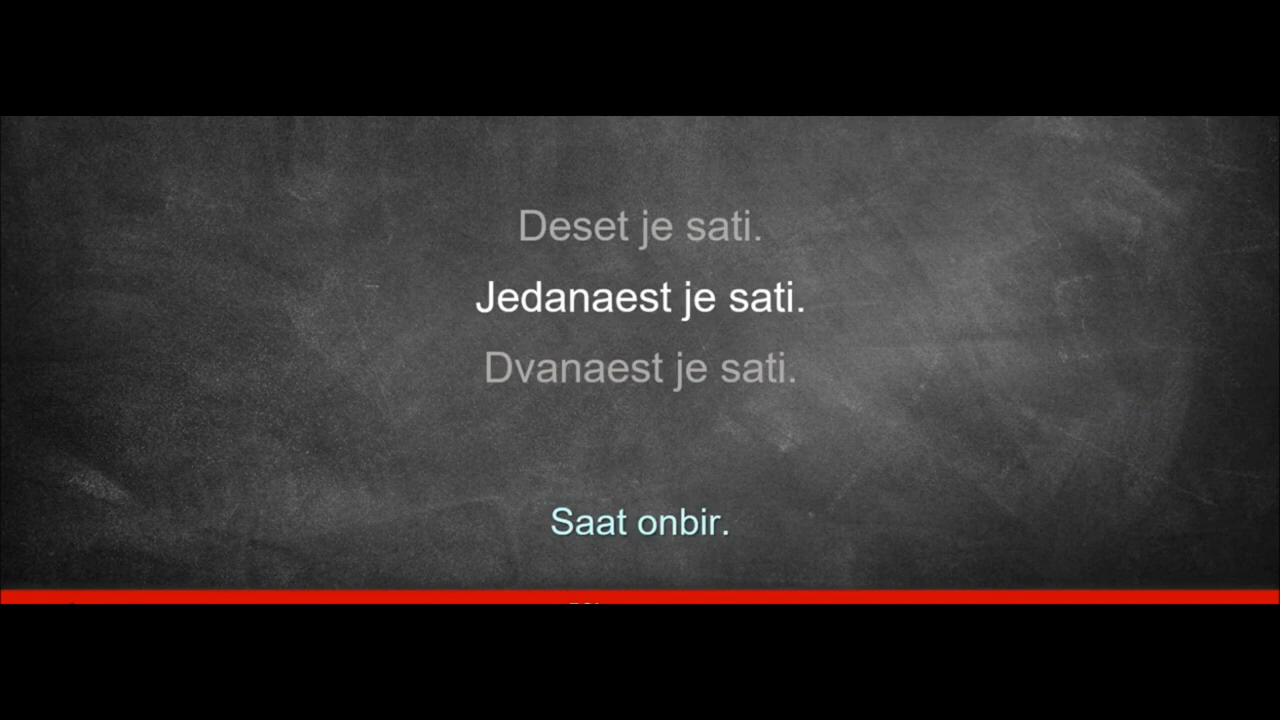 Deset je sati.
Jedanaest je sati.
Dvanaest je sati.
Saat onbir.